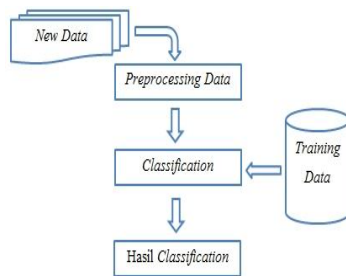 New Data
Preprocessing Data
Classification
Training
Data
Hasil Classification